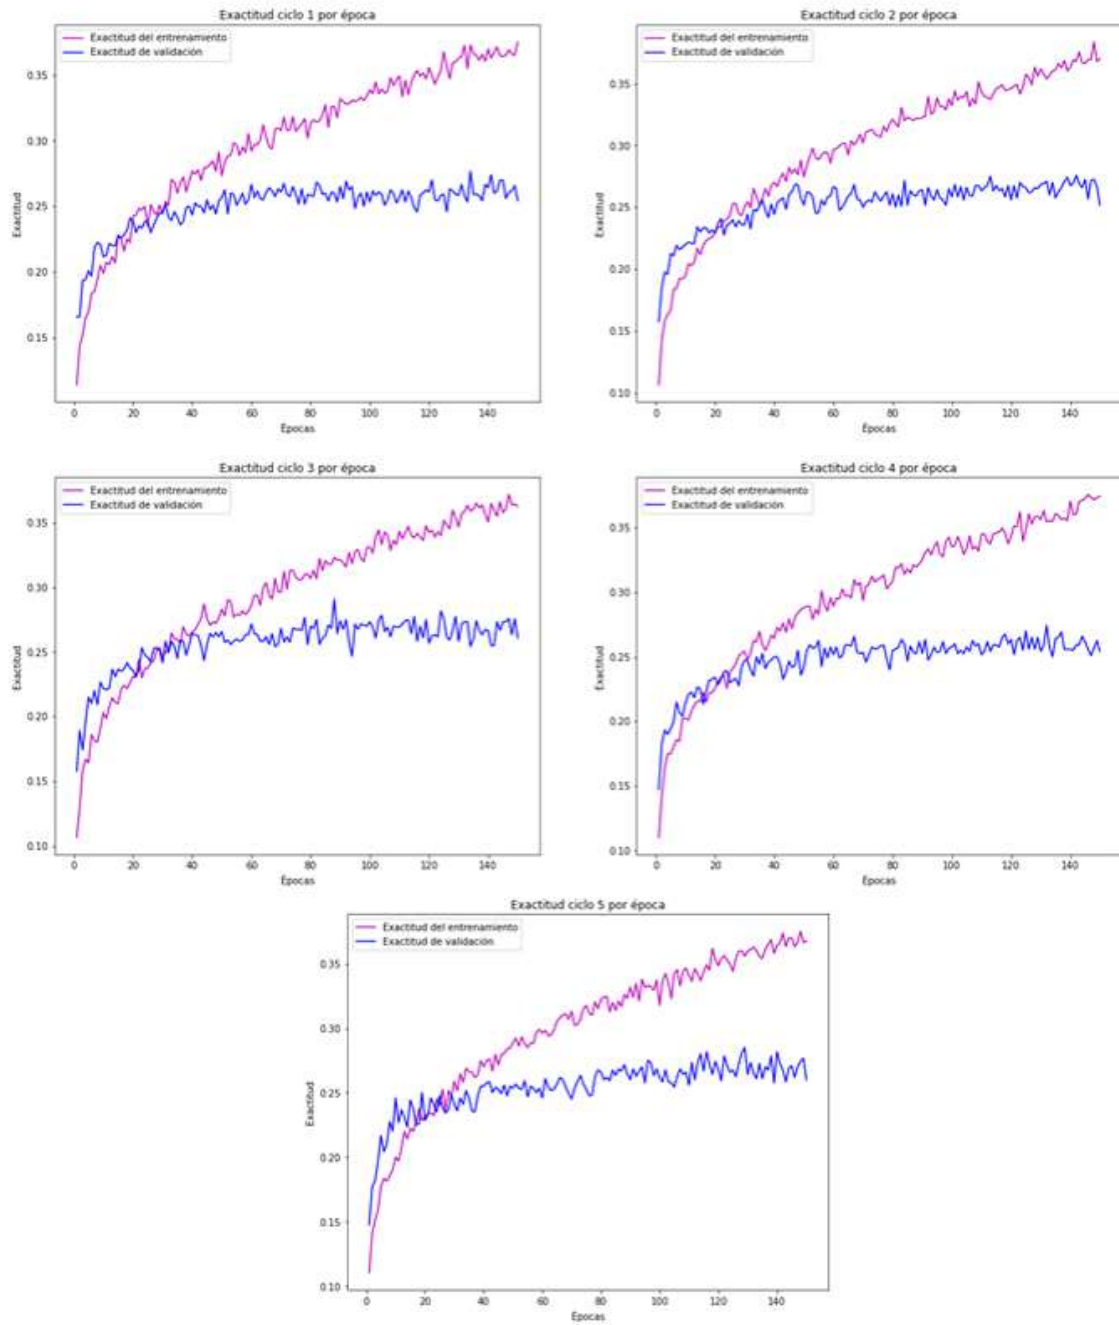 Exactitud ciclo 1 por época
Exactitud del entrenamiento
Exactitud de validación
Exactitud
0.35
0.30
0.25
0.20
0.15
0 20 40 60 80 100 120 140
Epocas
Exactitud ciclo 2 por época
Exactitud del entrenamiento
Exactitud de validación
Exactitud
0.35
0.30
0.25
0.20
0.15
0.10
0 20 40 60 80 100 120 140
Epocas
Exactitud ciclo 3 por época
Exactitud del entrenamiento
Exactitud de validación
Exactitud
0.35
0.30
0.25
0.20
0.15
0.10
0 20 40 60 80 100 120 140
Epocas
Exactitud ciclo 4 por época
Exactitud del entrenamiento
Exactitud de validación
Exactitud
0.35
0.30
0.25
0.20
0.15
0.10
0 20 40 60 80 100 120 140
Epocas
Exactitud ciclo 5 por época
Exactitud del entrenamiento
Exactitud de validación
Exactitud
0.35
0.30
0.25
0.20
0.15
0.10
0 20 40 60 80 100 120 140
Epocas